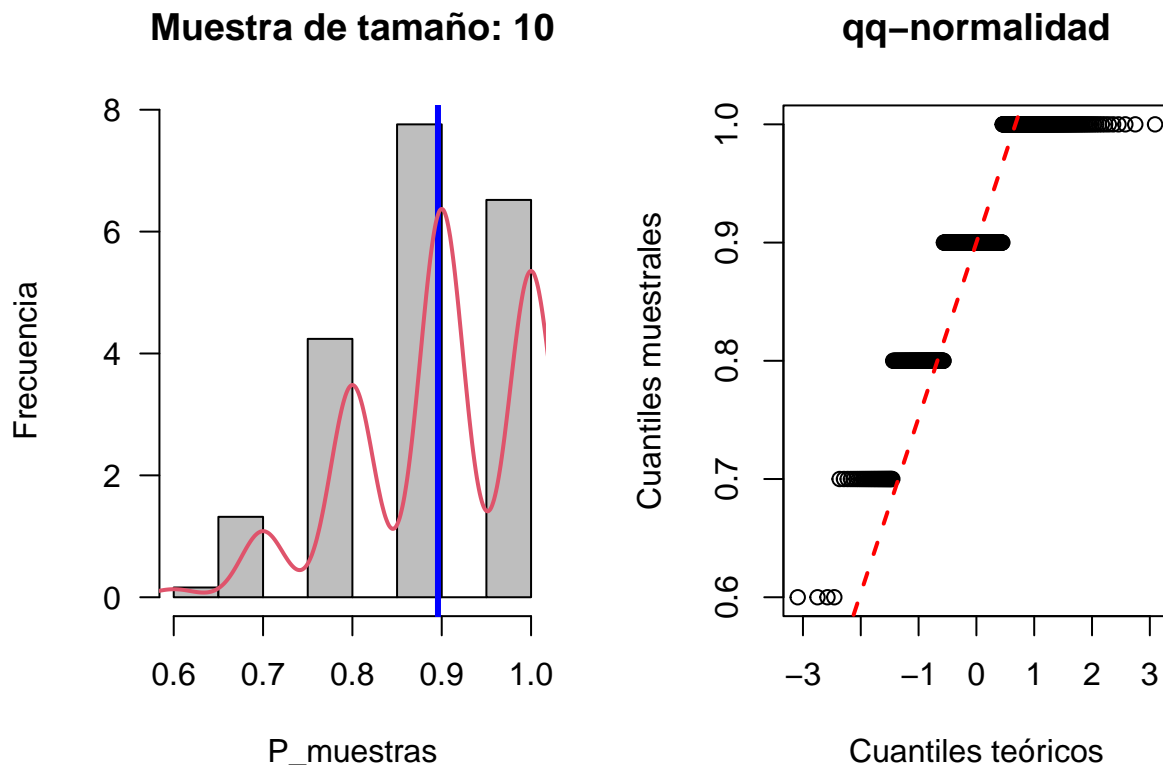 Muestra de tamaño: 10
Frecuencia
8
6
4
2
0
0.6 0.7 0.8 0.9 1.0
P_muestras
qq−normalidad
Cuantiles muestrales
1.0
0.9
0.8
0.7
0.6
−3 −1 0 1 2 3
Cuantiles teóricos